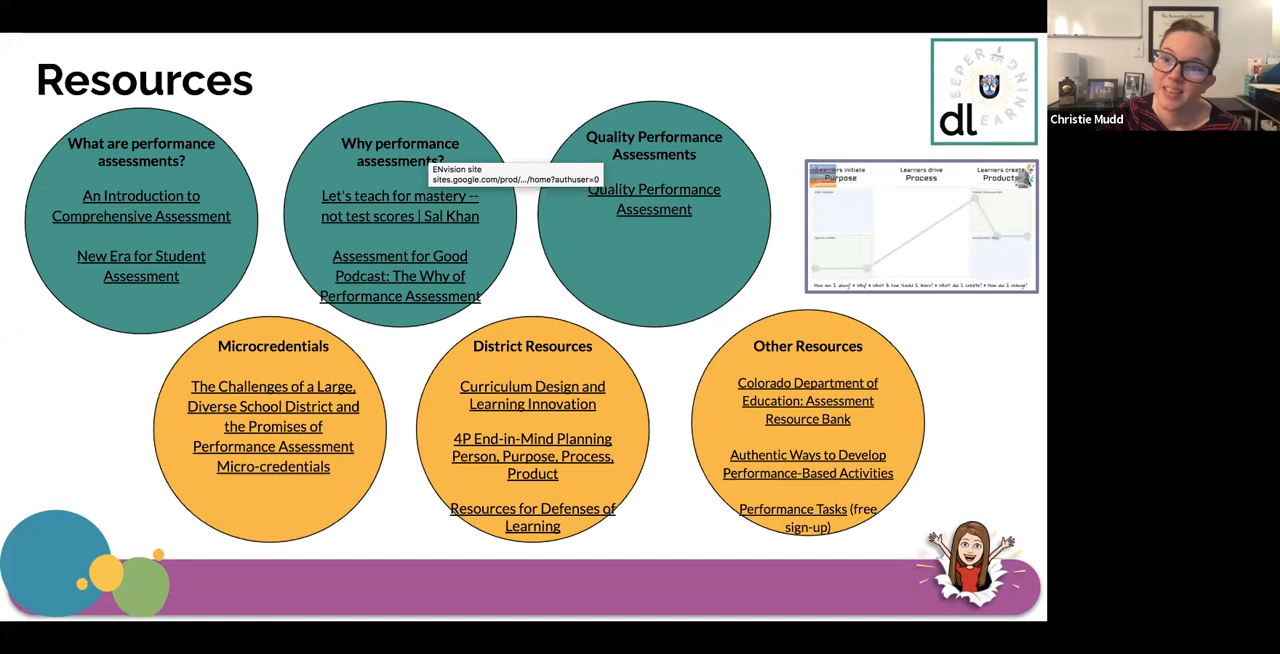 Resources
DEEPER LEARNING
dl
Christie Mudd
What are performance
assessments?
An Introduction to
Comprehensive Assessment
New Era for Student
Assessment
Why performance
assessments?
ENvision site
sites.google.com/prod/.../home?authuser=0
Let's teach for mastery --
not test scores | Sal Khan
Assessment for Good
Podcast: The Why of
Performance Assessment
Quality Performance
Assessments
Quality Performance
Assessment
Learners initiate
Purpose
Learners drive
Process
Learners create
Products
Microcredentials
The Challenges of a Large,
Diverse School District and
the Promises of
Performance Assessment
Micro-credentials
District Resources
Curriculum Design and
Learning Innovation
4P End-in-Mind Planning
Person, Purpose, Process,
Product
Resources for Defenses of
Learning
Other Resources
Colorado Department of
Education: Assessment
Resource Bank
Authentic Ways to Develop
Performance-Based Activities
Performance Tasks (free
sign-up)